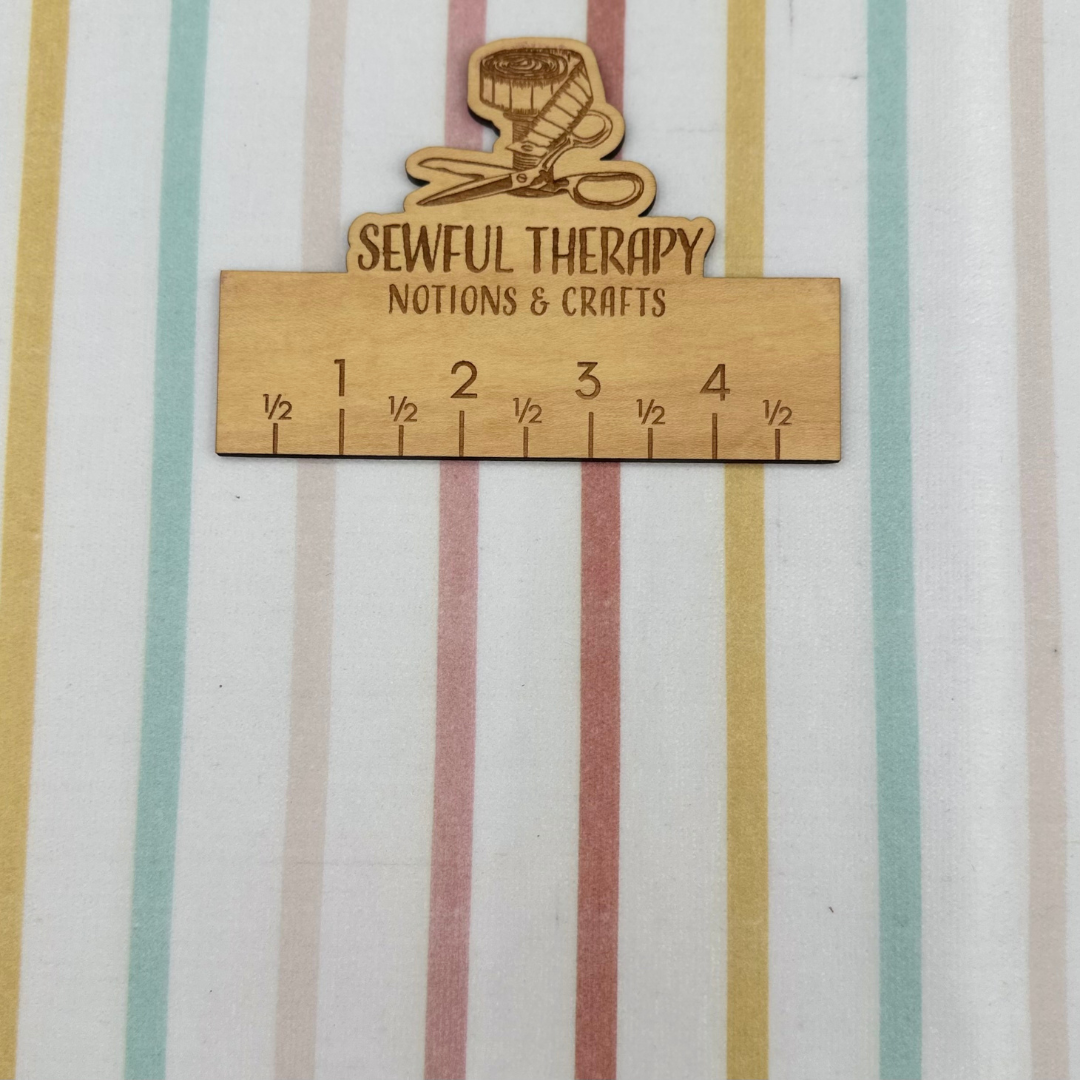 SEWFUL THERAPY
NOTIONS & CRAFTS
1 2 3 4
1/2 1/2 1/2 1/2 1/2